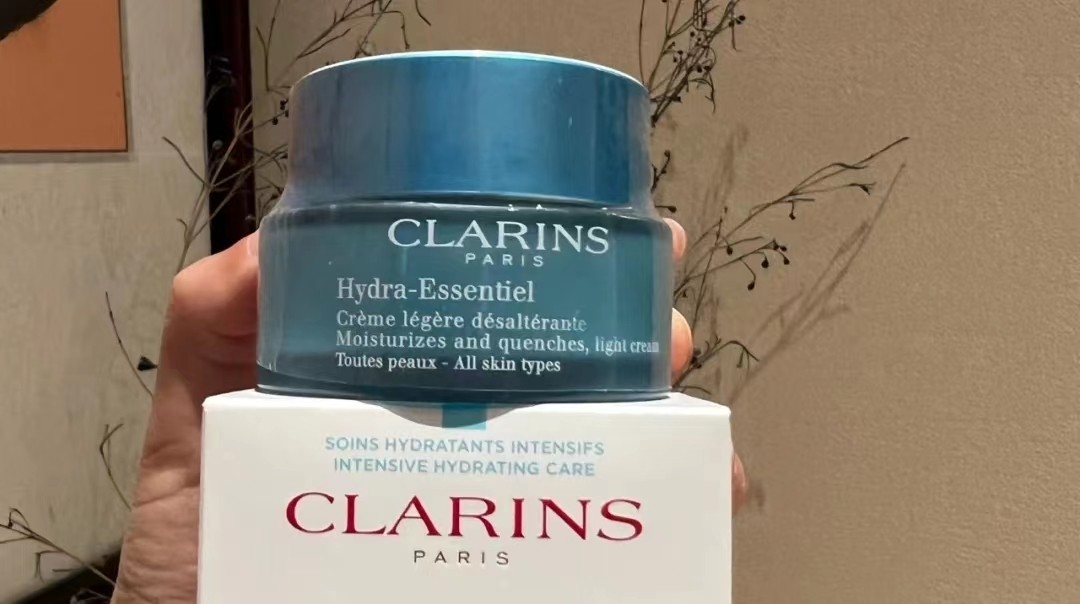 CLARINS
PARIS
Hydra-Essentiel
Crème légère désaltérante
Moisturizes and quenches, light cream
Toutes peaux - All skin types
SOINS HYDRATANTS INTENSIFS
INTENSIVE HYDRATING CARE
CLARINS
PARIS